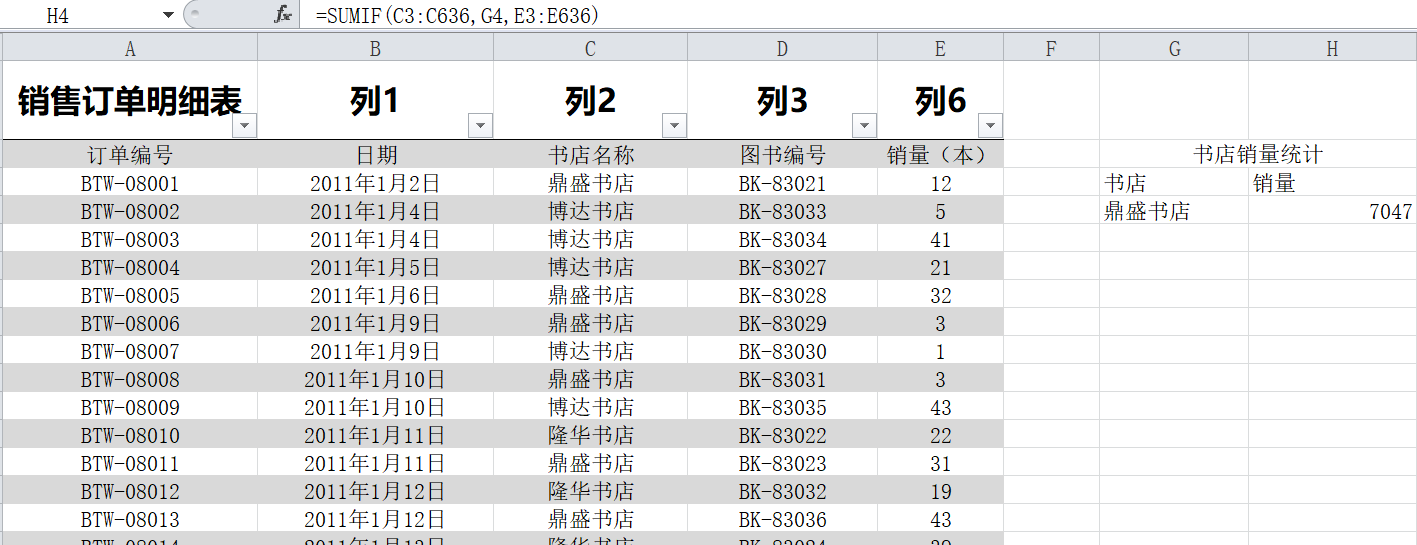 H4 fx =SUMIF(C3:C636,G4,E3:E636)
A B C D E F G H
销售订单明细表 列1 列2 列3 列6
订单编号 日期 书店名称 图书编号 销量（本） 书店销量统计
BTW-08001 2011年1月2日 鼎盛书店 BK-83021 12 书店 销量
BTW-08002 2011年1月4日 博达书店 BK-83033 5 鼎盛书店 7047
BTW-08003 2011年1月4日 博达书店 BK-83034 41
BTW-08004 2011年1月5日 博达书店 BK-83027 21
BTW-08005 2011年1月6日 鼎盛书店 BK-83028 32
BTW-08006 2011年1月9日 鼎盛书店 BK-83029 3
BTW-08007 2011年1月9日 博达书店 BK-83030 1
BTW-08008 2011年1月10日 鼎盛书店 BK-83031 3
BTW-08009 2011年1月10日 博达书店 BK-83035 43
BTW-08010 2011年1月11日 隆华书店 BK-83022 22
BTW-08011 2011年1月11日 鼎盛书店 BK-83023 31
BTW-08012 2011年1月12日 隆华书店 BK-83032 19
BTW-08013 2011年1月12日 鼎盛书店 BK-83036 43